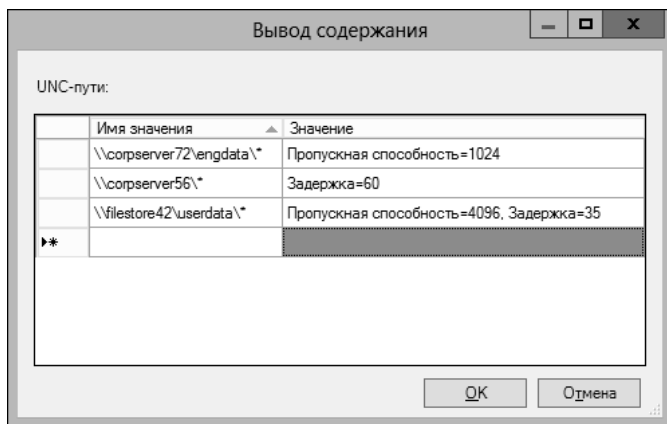 Вывод содержания
UNC-пути:
Имя значения Значение
\\corpserver72\engdata\* Пропускная способность=1024
\\corpserver56\* Задержка=60
\\filestore42\userdata\* Пропускная способность=4096, Задержка=35
OK Отмена